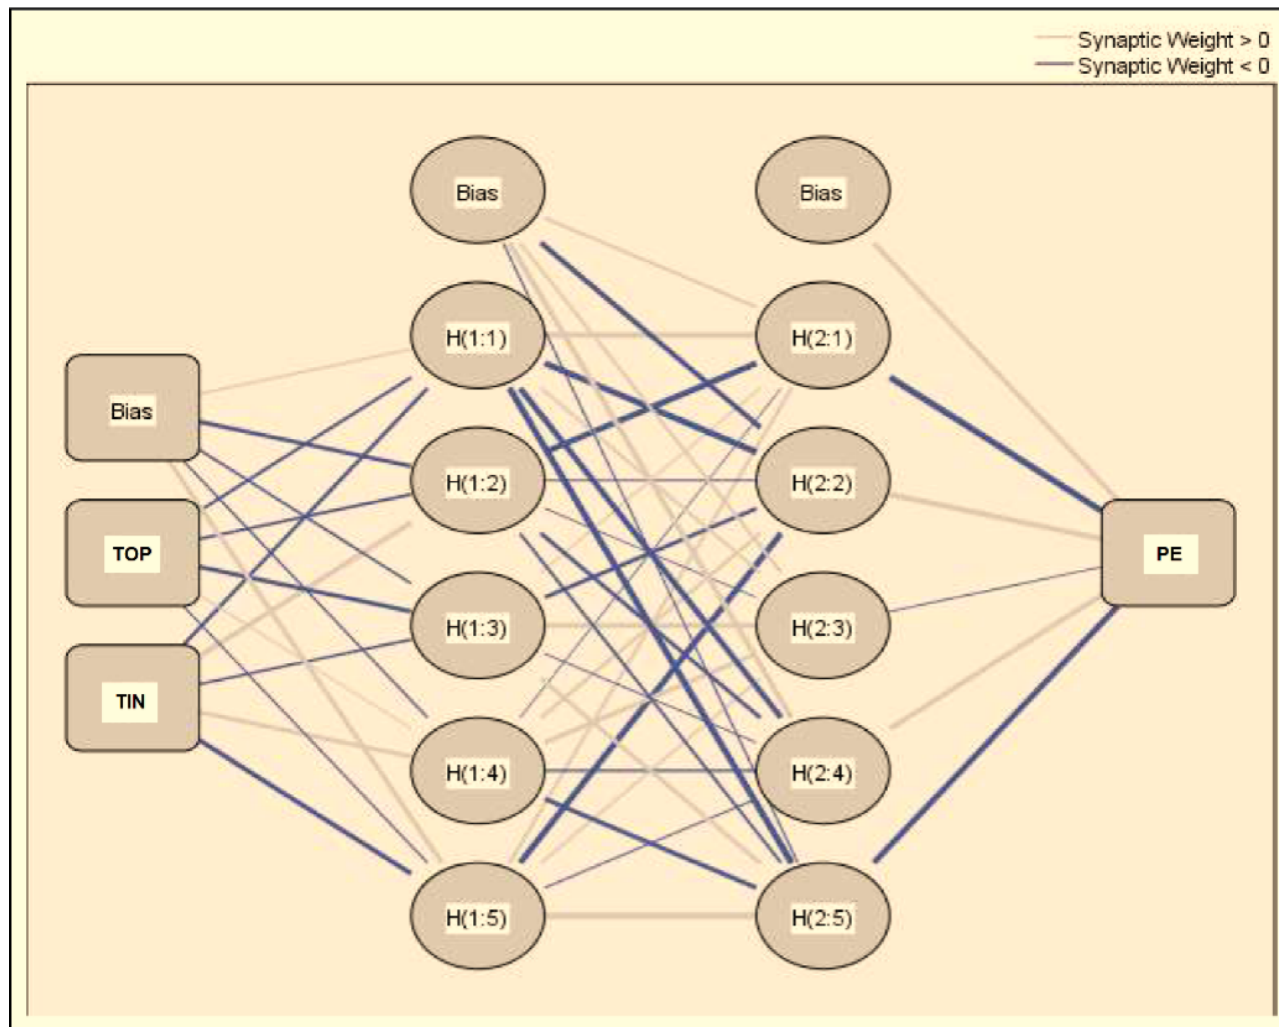 Synaptic Weight > 0
Synaptic Weight < 0
Bias
Bias
H(1:1)
H(2:1)
Bias
H(1:2)
H(2:2)
TOP
PE
H(1:3)
H(2:3)
TIN
H(1:4)
H(2:4)
H(1:5)
H(2:5)